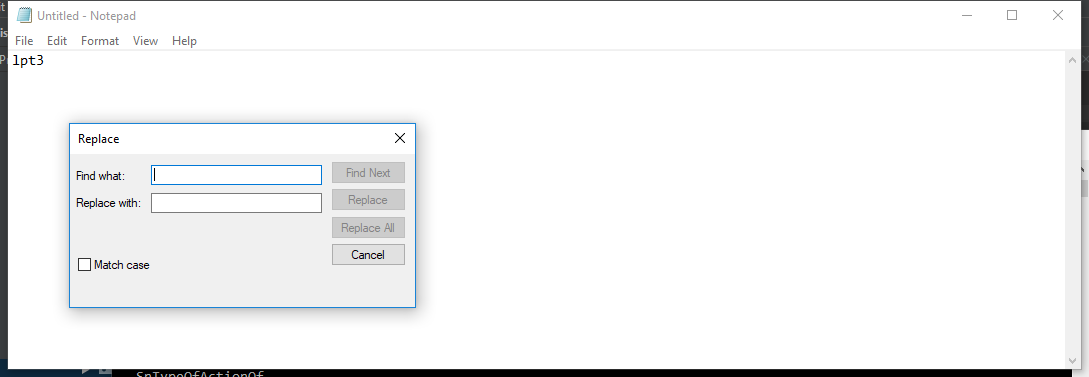 Untitled - Notepad
File Edit Format View Help
lpt3
Replace
Find what:
Find Next
Replace with:
Replace
Replace All
Cancel
Match case
SnTypeOfActionOf